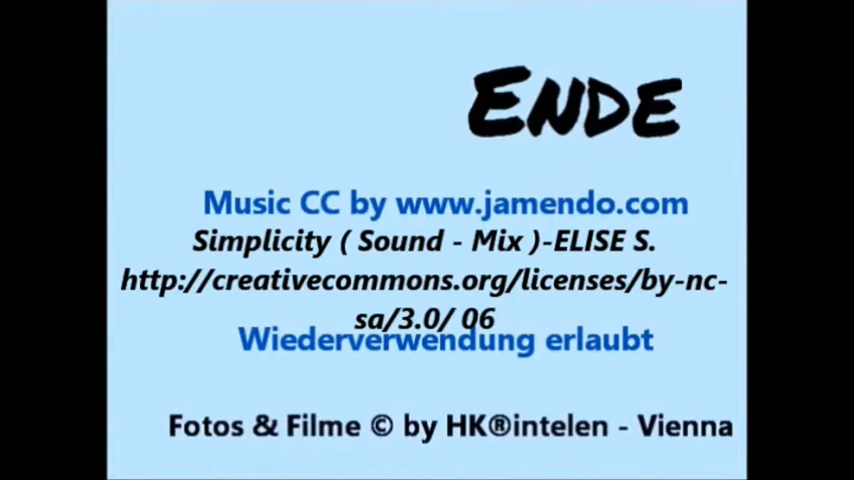 ENDE
Music CC by www.jamendo.com
Simplicity ( Sound - Mix )-ELISE S.
http://creativecommons.org/licenses/by-nc-
sa/3.0/ 06
Wiederverwendung erlaubt
Fotos & Filme © by HK®intelen - Vienna